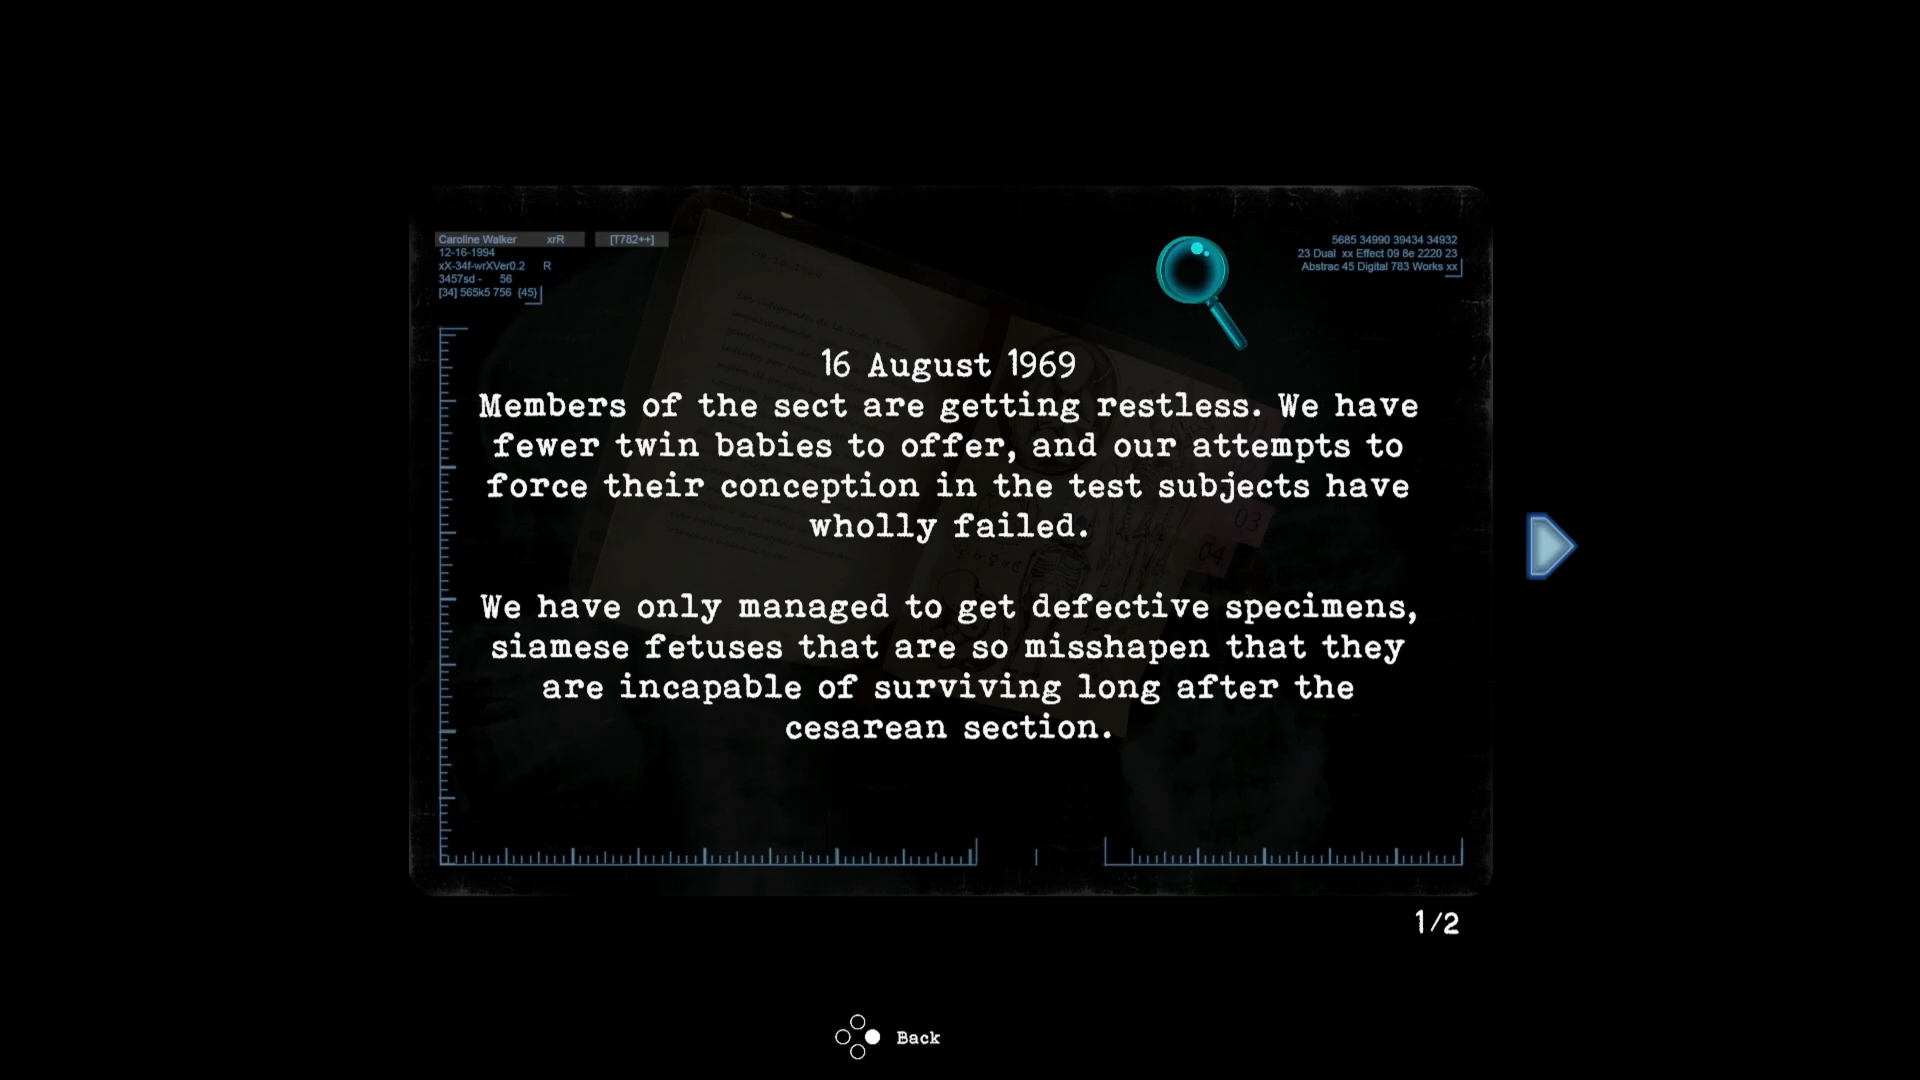 Caroline Walker xrR [T782++]
12-16-1994
xX-34f-wrXVer0.2 R
3457sd - 56
[34] 565k5 756 {45}
5685 34990 39434 34932
23 Dual xx Effect 09 8e 2220 23
Abstrac 45 Digital 783 Works xx
16 August 1969
Members of the sect are getting restless. We have
fewer twin babies to offer, and our attempts to
force their conception in the test subjects have
wholly failed.
We have only managed to get defective specimens,
siamese fetuses that are so misshapen that they
are incapable of surviving long after the
cesarean section.
03
04
1/2
Back